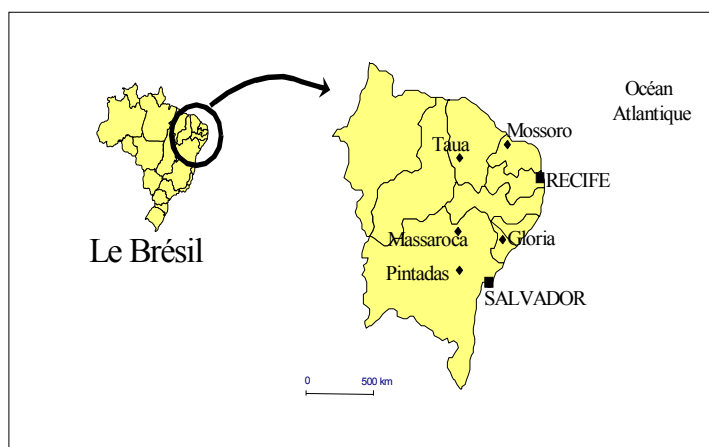 Océan
Atlantique
Mossoro
Taua
RECIFE
Le Brésil
Massaroca
Gloria
Pintadas
SALVADOR
0 500 km